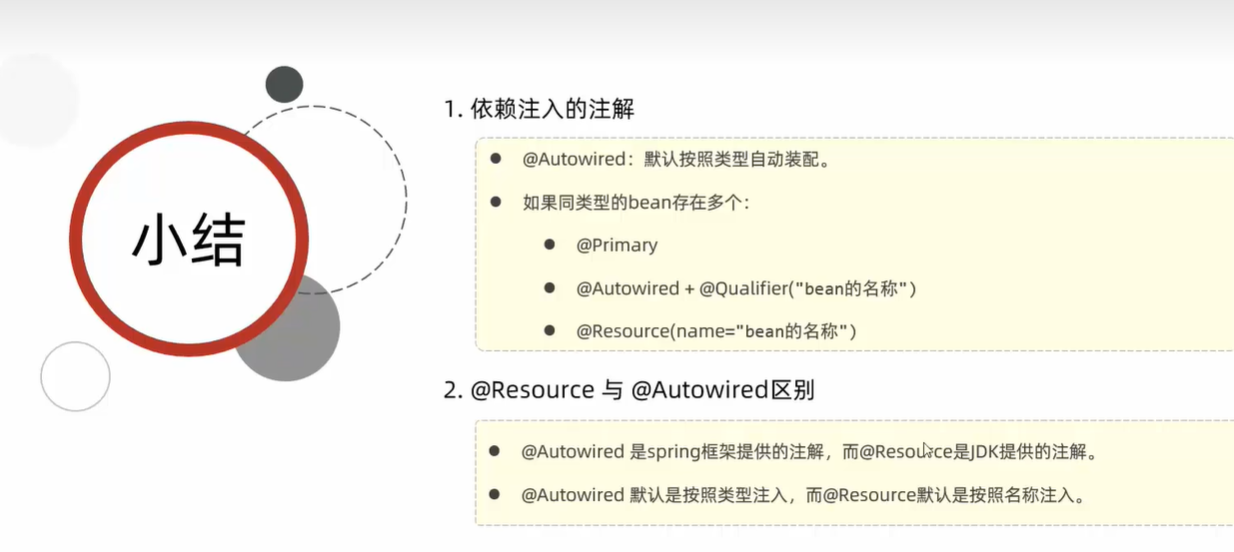 小结
1. 依赖注入的注解
@Autowired：默认按照类型自动装配。
如果同类型的bean存在多个：
@Primary
@Autowired + @Qualifier("bean的名称")
@Resource(name="bean的名称")
2. @Resource 与 @Autowired区别
@Autowired 是spring框架提供的注解，而@Resource是JDK提供的注解。
@Autowired 默认是按照类型注入，而@Resource默认是按照名称注入。